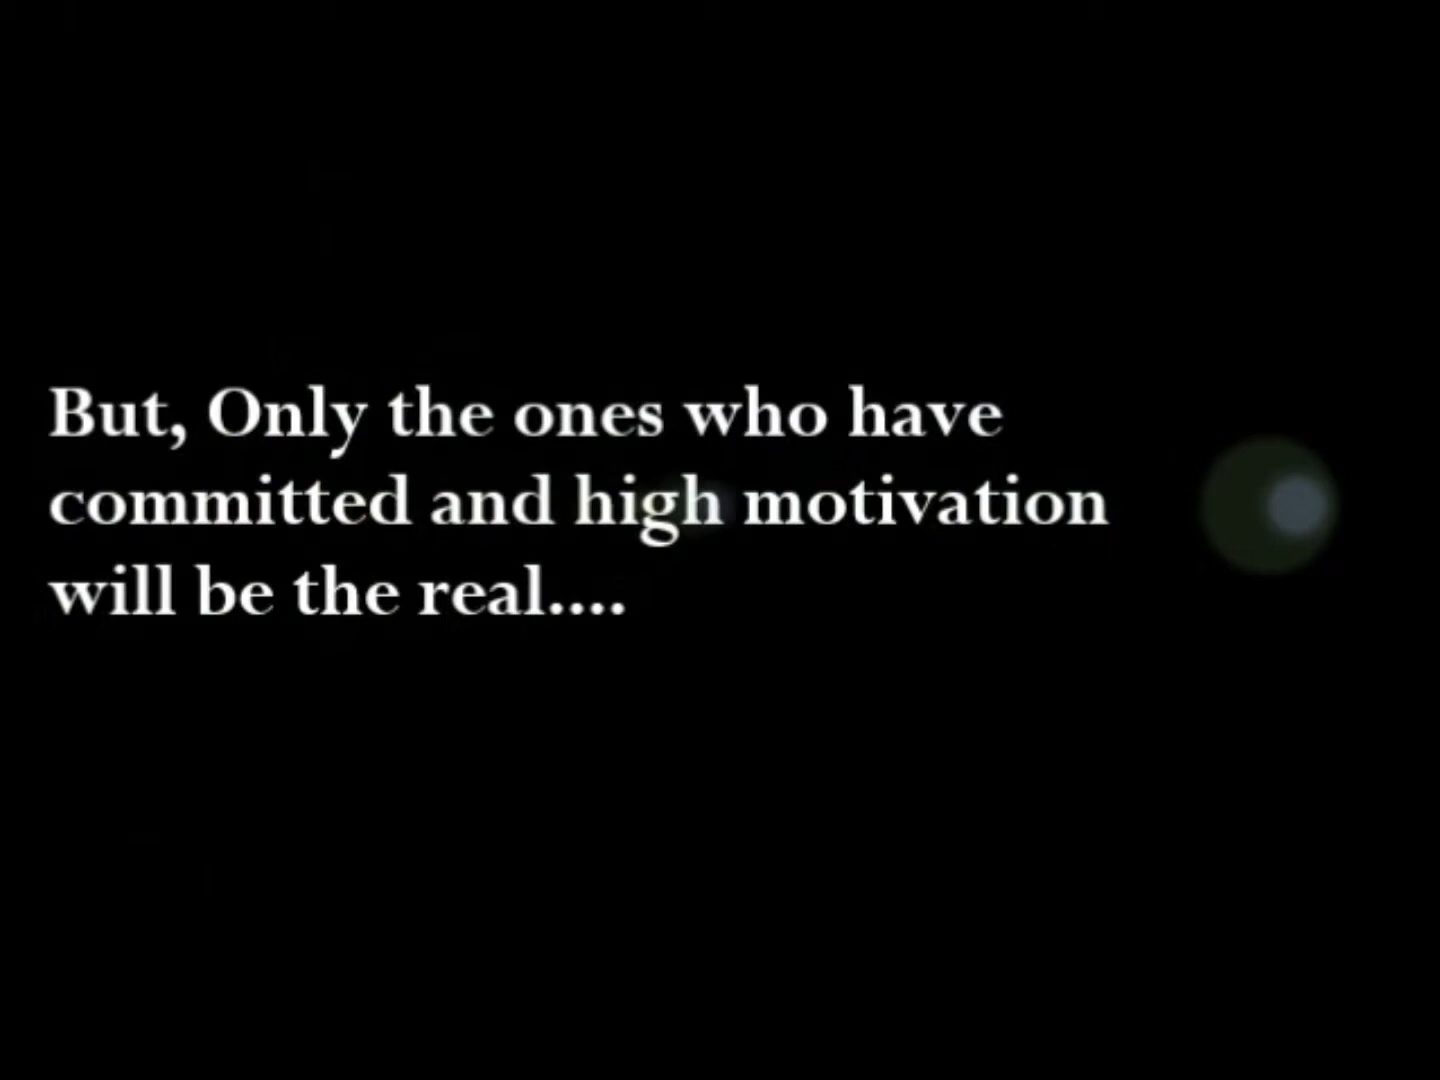 But, Only the ones who have
committed and high motivation
will be the real....